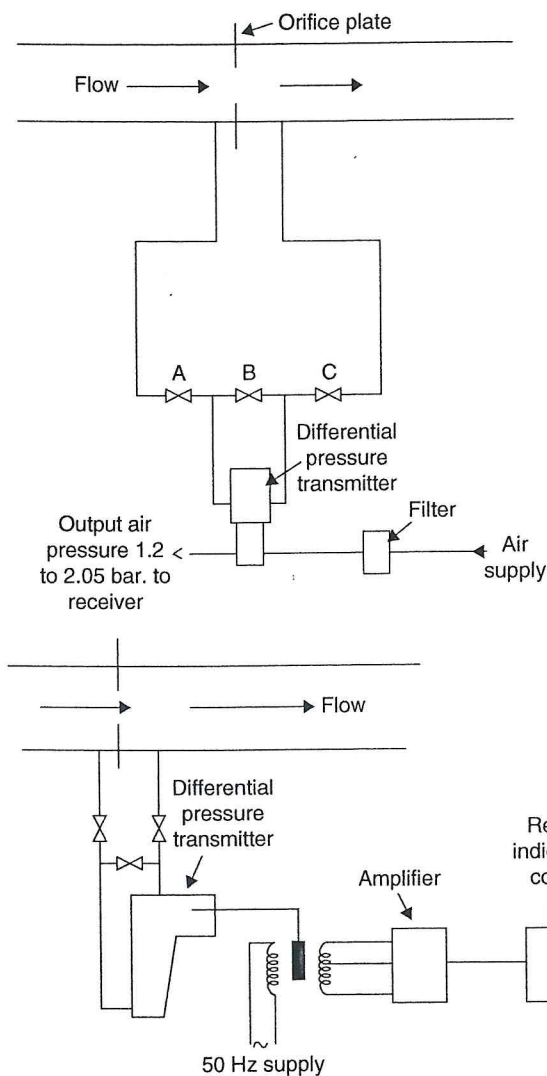 Orifice plate
Flow
A
B
C
Differential
pressure
transmitter
Output air
pressure 1.2
to 2.05 bar. to
receiver
Filter
Air
supply
Flow
Differential
pressure
transmitter
Amplifier
50 Hz supply